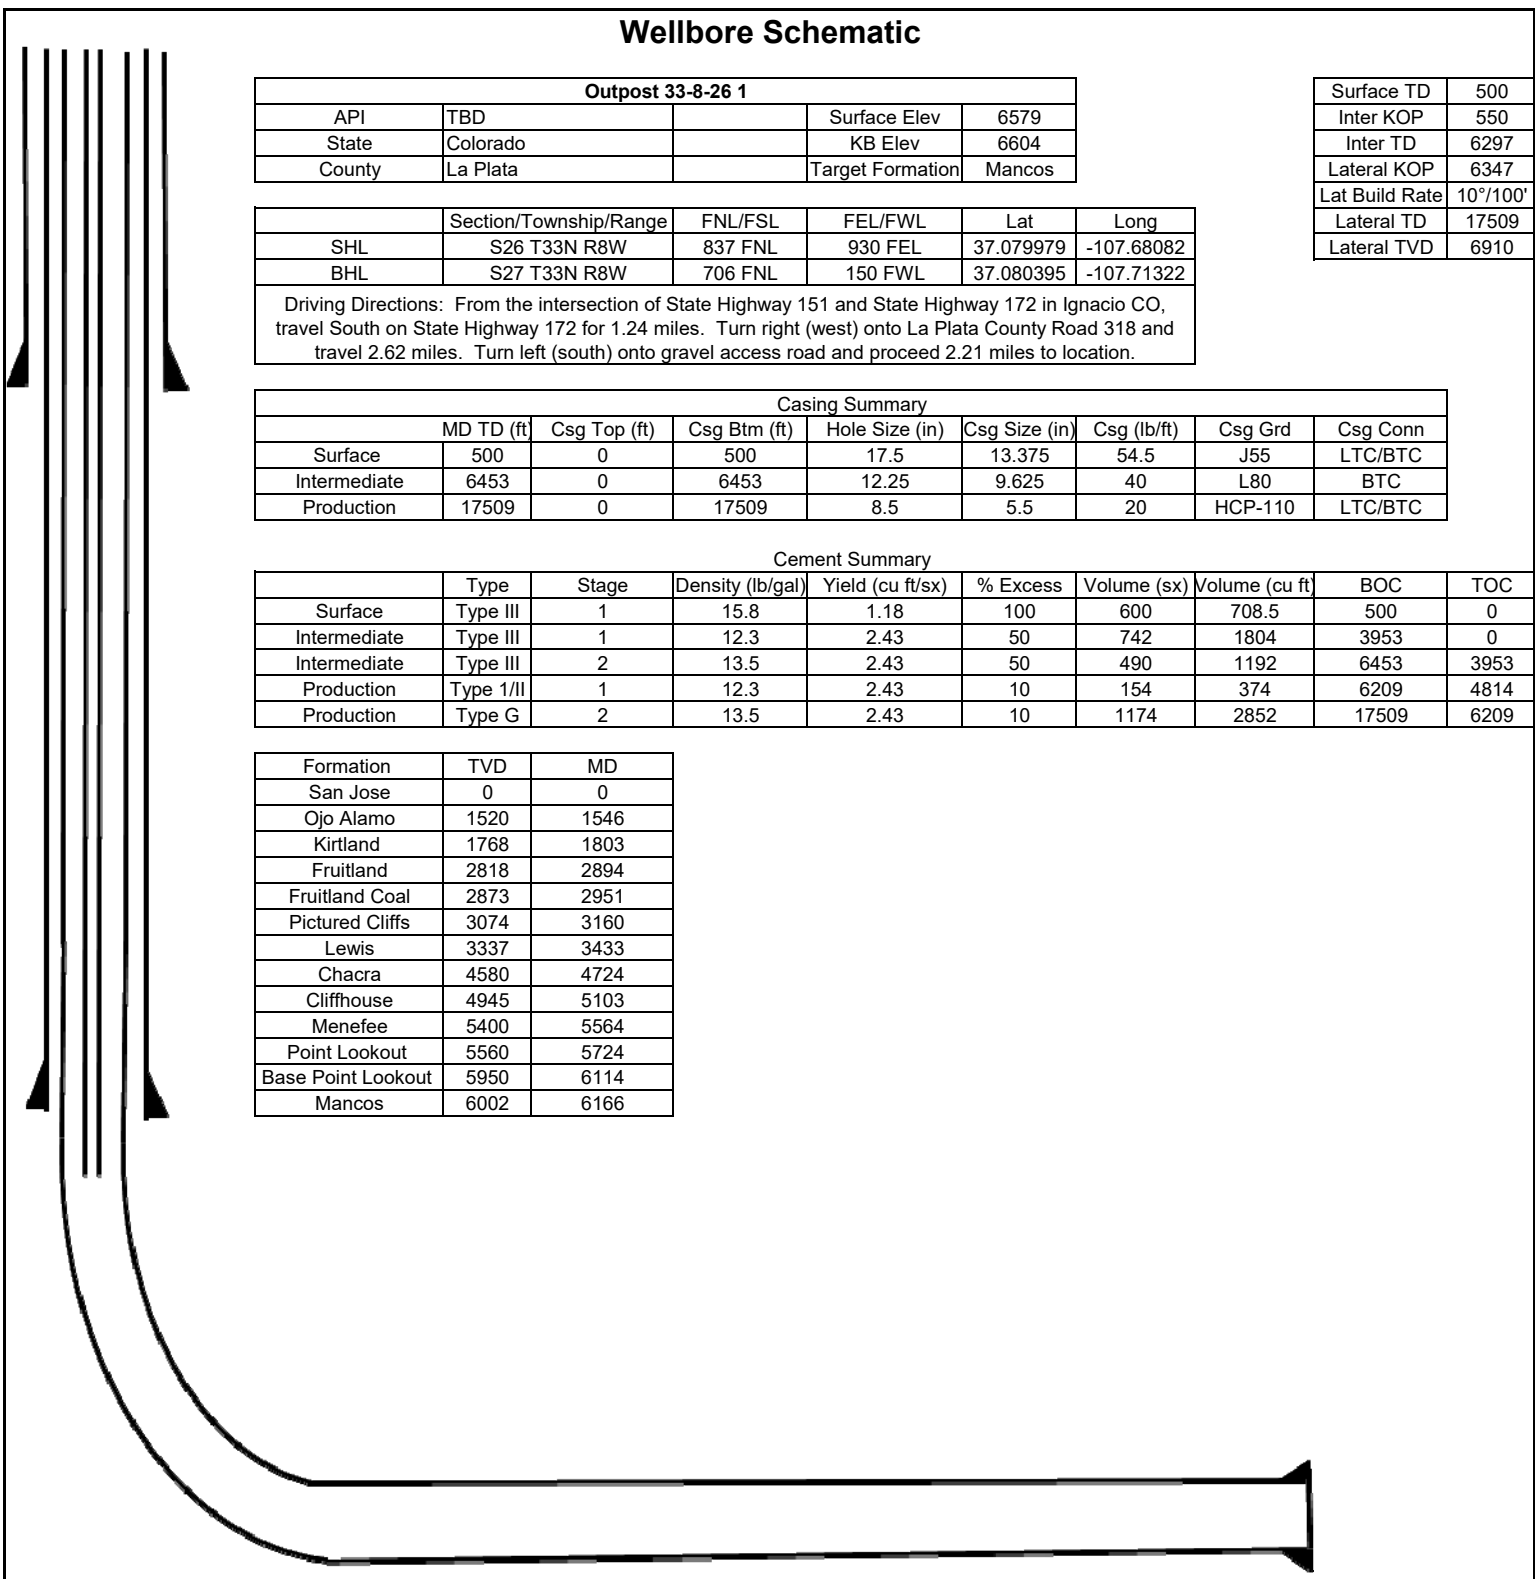 Wellbore Schematic
Outpost 33-8-26 1
API TBD Surface Elev 6579
State Colorado KB Elev 6604
County La Plata Target Formation Mancos
Surface TD 500
Inter KOP 550
Inter TD 6297
Lateral KOP 6347
Lat Build Rate 10°/100'
Lateral TD 17509
Lateral TVD 6910
Section/Township/Range FNL/FSL FEL/FWL Lat Long
SHL S26 T33N R8W 837 FNL 930 FEL 37.079979 -107.68082
BHL S27 T33N R8W 706 FNL 150 FWL 37.080395 -107.71322
Driving Directions: From the intersection of State Highway 151 and State Highway 172 in Ignacio CO,
travel South on State Highway 172 for 1.24 miles. Turn right (west) onto La Plata County Road 318 and
travel 2.62 miles. Turn left (south) onto gravel access road and proceed 2.21 miles to location.
Casing Summary
MD TD (ft) Csg Top (ft) Csg Btm (ft) Hole Size (in) Csg Size (in) Csg (lb/ft) Csg Grd Csg Conn
Surface 500 0 500 17.5 13.375 54.5 J55 LTC/BTC
Intermediate 6453 0 6453 12.25 9.625 40 L80 BTC
Production 17509 0 17509 8.5 5.5 20 HCP-110 LTC/BTC
Cement Summary
Type Stage Density (lb/gal) Yield (cu ft/sx) % Excess Volume (sx) Volume (cu ft) BOC TOC
Surface Type III 1 15.8 1.18 100 600 708.5 500 0
Intermediate Type III 1 12.3 2.43 50 742 1804 3953 0
Intermediate Type III 2 13.5 2.43 50 490 1192 6453 3953
Production Type 1/II 1 12.3 2.43 10 154 374 6209 4814
Production Type G 2 13.5 2.43 10 1174 2852 17509 6209
Formation TVD MD
San Jose 0 0
Ojo Alamo 1520 1546
Kirtland 1768 1803
Fruitland 2818 2894
Fruitland Coal 2873 2951
Pictured Cliffs 3074 3160
Lewis 3337 3433
Chacra 4580 4724
Cliffhouse 4945 5103
Menefee 5400 5564
Point Lookout 5560 5724
Base Point Lookout 5950 6114
Mancos 6002 6166